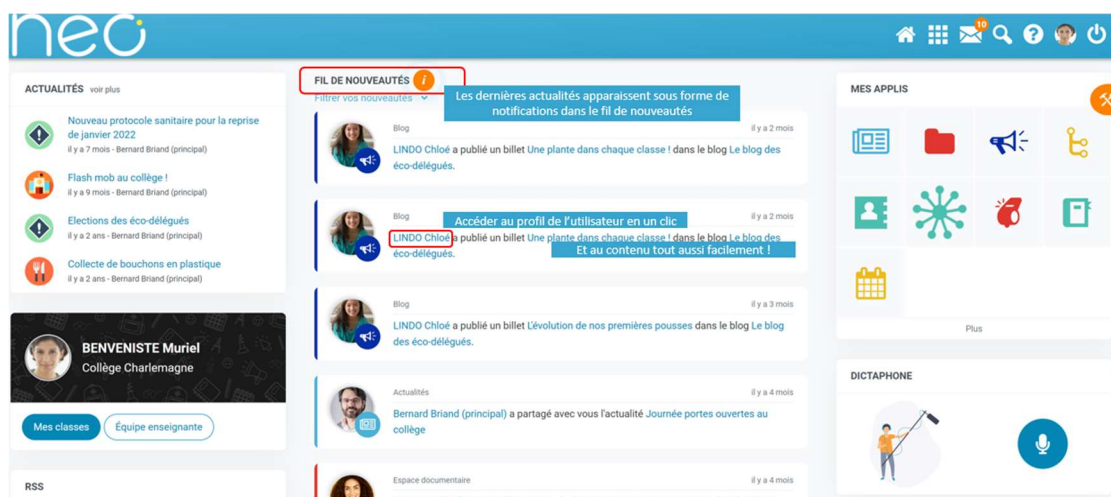 neo
10
ACTUALITÉS voir plus
Nouveau protocole sanitaire pour la reprise
de janvier 2022
il y a 7 mois - Bernard Briand (principal)
Flash mob au collège !
il y a 9 mois - Bernard Briand (principal)
Elections des éco-délégués
il y a 2 ans - Bernard Briand (principal)
Collecte de bouchons en plastique
il y a 2 ans - Bernard Briand (principal)
BENVENISTE Muriel
Collège Charlemagne
Mes classes
Équipe enseignante
RSS
FIL DE NOUVEAUTÉS i
Filtrer vos nouveautés
Les dernières actualités apparaissent sous forme de
notifications dans le fil de nouveautés
Blog il y a 2 mois
LINDO Chloé a publié un billet Une plante dans chaque classe ! dans le blog Le blog des
éco-délégués.
Blog il y a 2 mois
Accéder au profil de l'utilisateur en un clic
LINDO Chloé a publié un billet Une plante dans chaque classe ! dans le blog Le blog des
éco-délégués.
Et au contenu tout aussi facilement !
Blog il y a 3 mois
LINDO Chloé a publié un billet L'évolution de nos premières pousses dans le blog Le blog
des éco-délégués.
Actualités il y a 4 mois
Bernard Briand (principal) a partagé avec vous l'actualité Journée portes ouvertes au
collège
Espace documentaire il y a 4 mois
MES APPLIS
Plus
DICTAPHONE